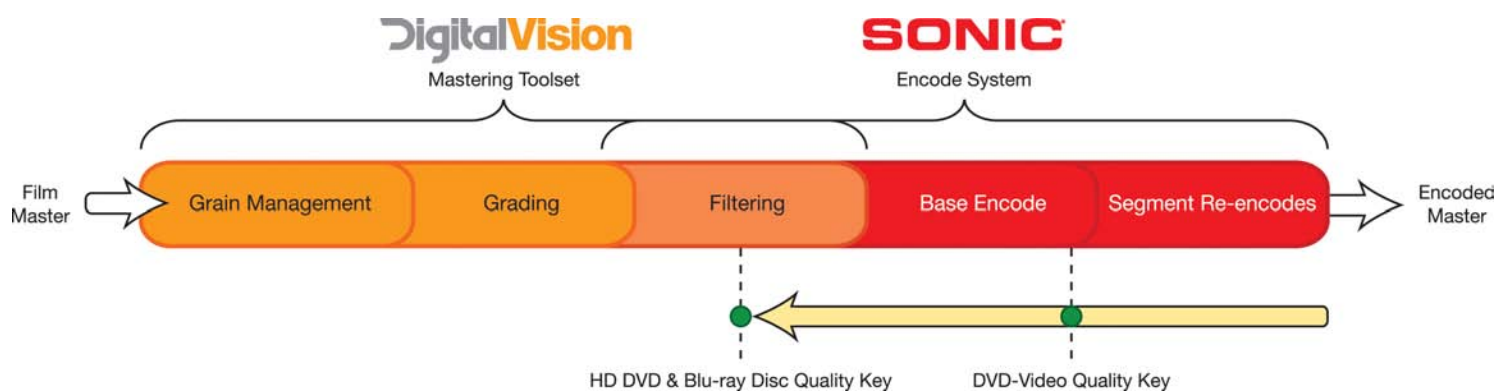 DigitalVision
SONIC
Mastering Toolset
Encode System
Film
Master
Grain Management
Grading
Filtering
Base Encode
Segment Re-encodes
Encoded
Master
HD DVD & Blu-ray Disc Quality Key
DVD-Video Quality Key